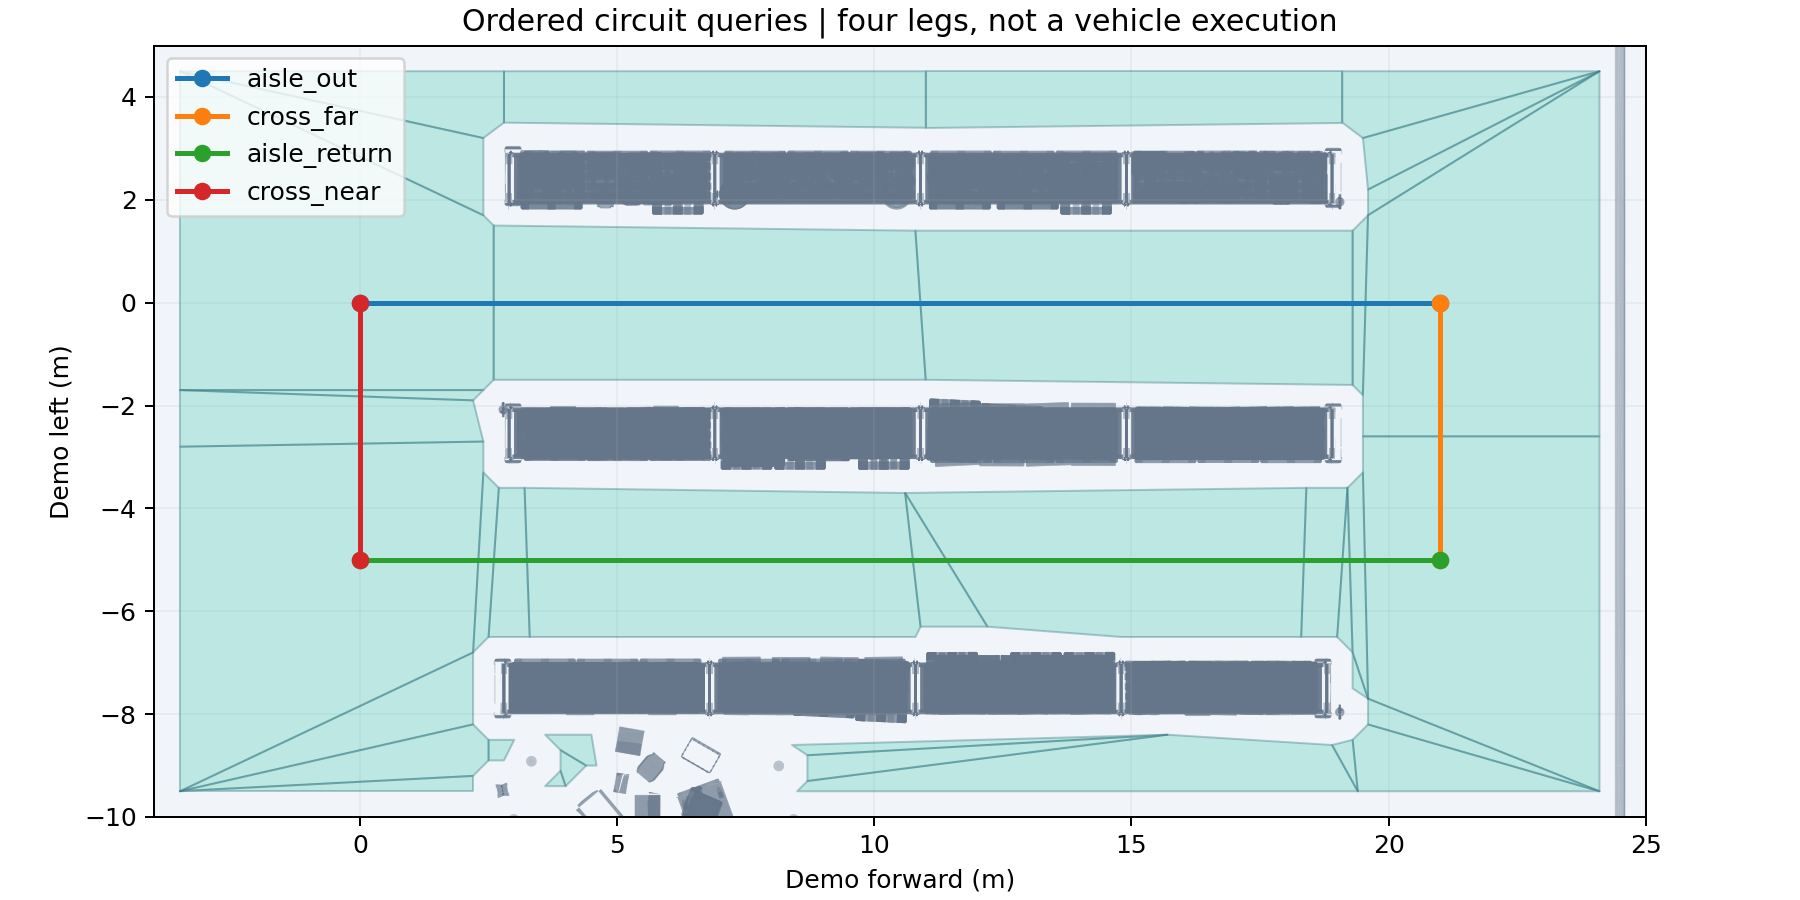 Ordered circuit queries | four legs, not a vehicle execution
aisle_out
cross_far
aisle_return
cross_near
4
2
0
−2
−4
−6
−8
−10
Demo left (m)
0
5
10
15
20
25
Demo forward (m)